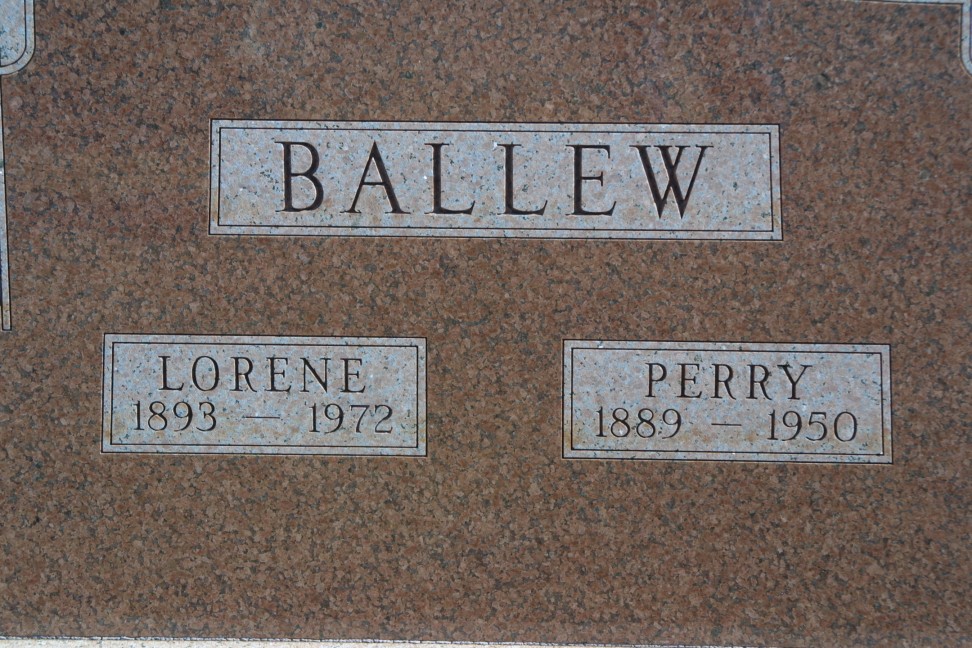 BALLEW
LORENE
1893 — 1972
PERRY
1889 — 1950